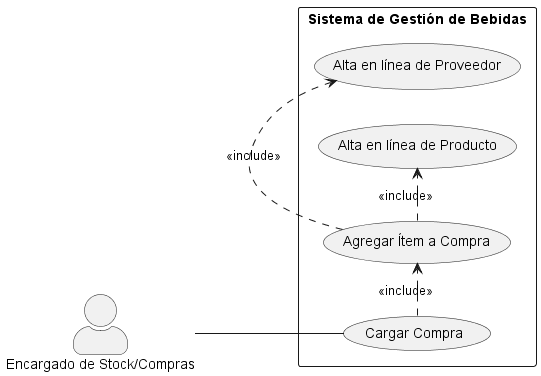 Sistema de Gestión de Bebidas
Alta en línea de Proveedor
«include»
Alta en línea de Producto
«include»
Agregar Ítem a Compra
«include»
Cargar Compra
Encargado de Stock/Compras